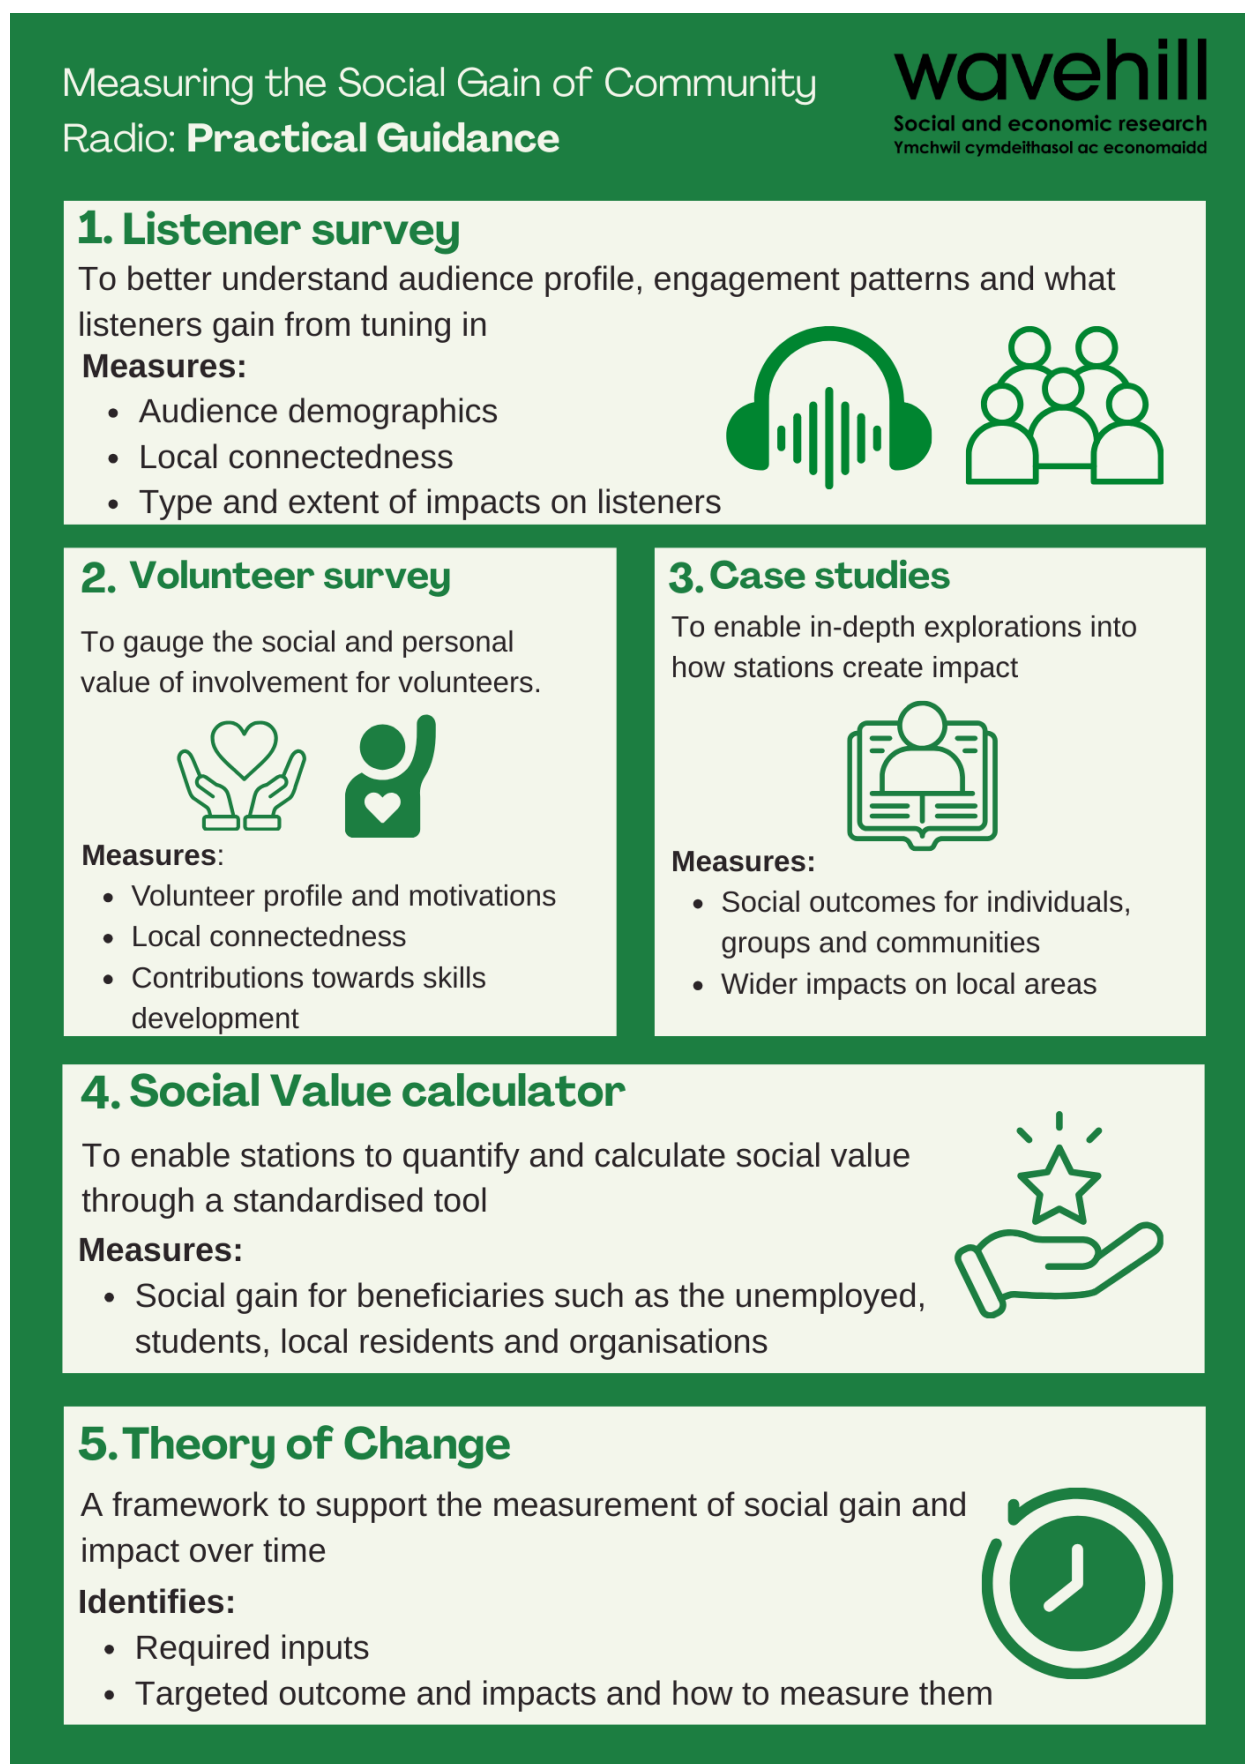 Measuring the Social Gain of Community
Radio: Practical Guidance
wavehill
Social and economic research
Ymchwil cymdeithasol ac economaidd
1. Listener survey
To better understand audience profile, engagement patterns and what
listeners gain from tuning in
Measures:
• Audience demographics
• Local connectedness
• Type and extent of impacts on listeners
2. Volunteer survey
To gauge the social and personal
value of involvement for volunteers.
Measures:
• Volunteer profile and motivations
• Local connectedness
• Contributions towards skills
development
3. Case studies
To enable in-depth explorations into
how stations create impact
Measures:
• Social outcomes for individuals,
groups and communities
• Wider impacts on local areas
4. Social Value calculator
To enable stations to quantify and calculate social value
through a standardised tool
Measures:
• Social gain for beneficiaries such as the unemployed,
students, local residents and organisations
5. Theory of Change
A framework to support the measurement of social gain and
impact over time
Identifies:
• Required inputs
• Targeted outcome and impacts and how to measure them